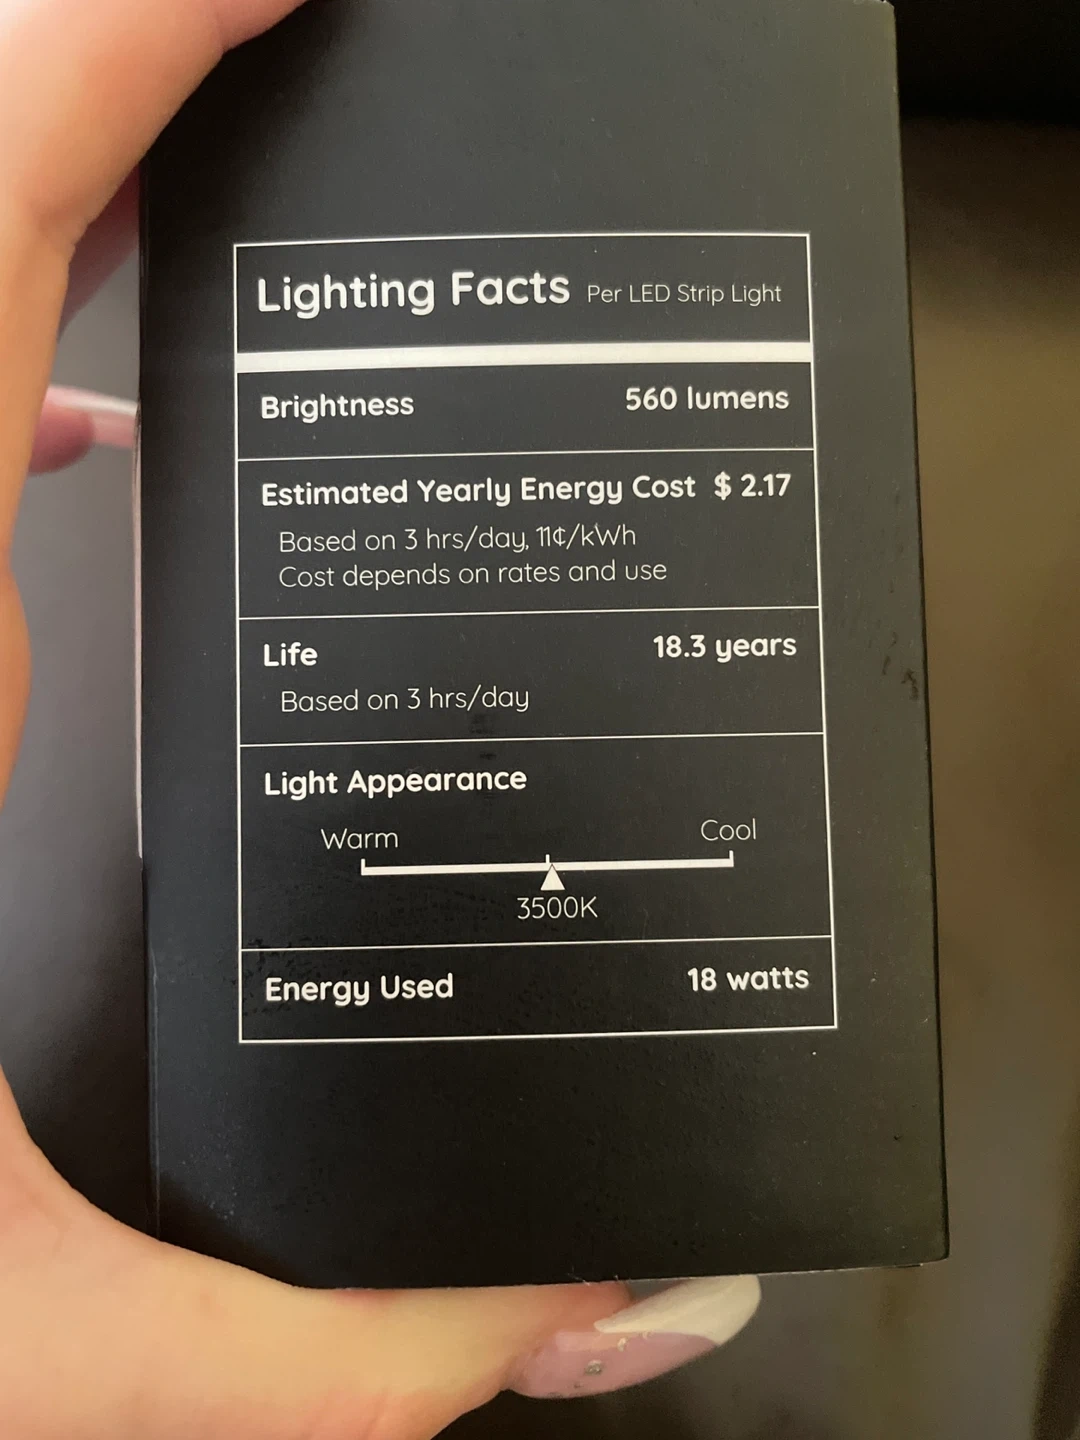 Lighting Facts Per LED Strip Light
Brightness 560 lumens
Estimated Yearly Energy Cost $ 2.17
Based on 3 hrs/day, 11¢/kWh
Cost depends on rates and use
Life 18.3 years
Based on 3 hrs/day
Light Appearance
Warm Cool
3500K
Energy Used 18 watts